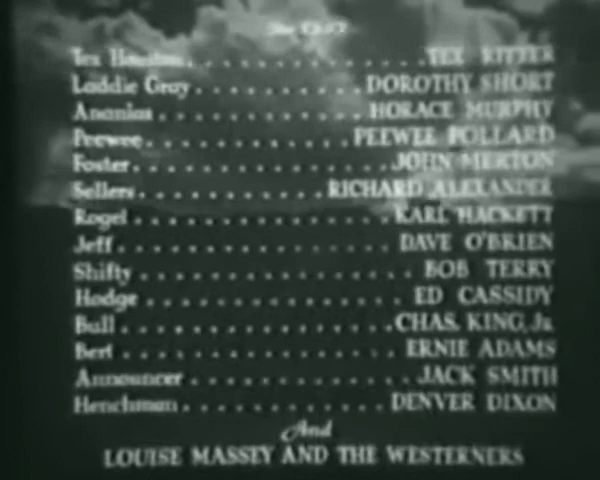 The CAST
Tex Houston..............TEX RITTER
Laddie Gray..........DOROTHY SHORT
Ananias.............HORACE MURPHY
Peewee............PEEWEE POLLARD
Foster...............JOHN MERTON
Sellers...........RICHARD ALEXANDER
Rogel................KARL HACKETT
Jeff.................DAVE O'BRIEN
Shifty................BOB TERRY
Hodge...............ED CASSIDY
Bull.................CHAS. KING, Jr.
Bert.................ERNIE ADAMS
Announcer.............JACK SMITH
Henchman............DENVER DIXON
And
LOUISE MASSEY AND THE WESTERNERS